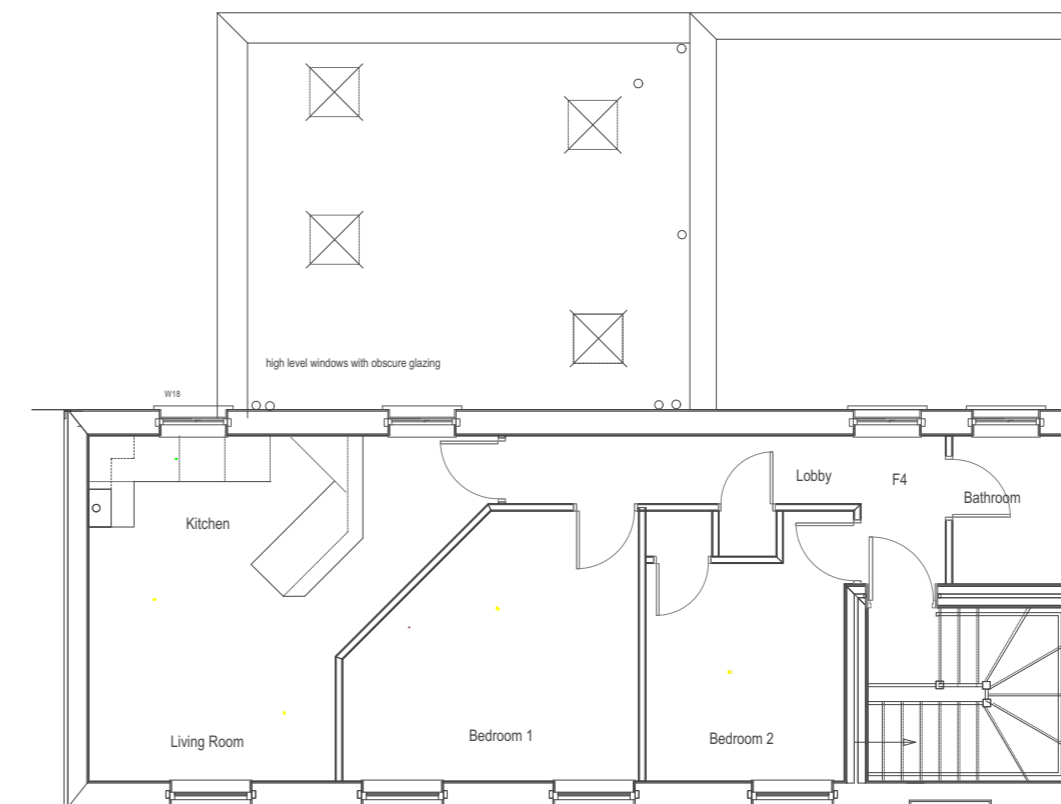 high level windows with obscure glazing
W18
Lobby
F4
Bathroom
Kitchen
Living Room
Bedroom 1
Bedroom 2